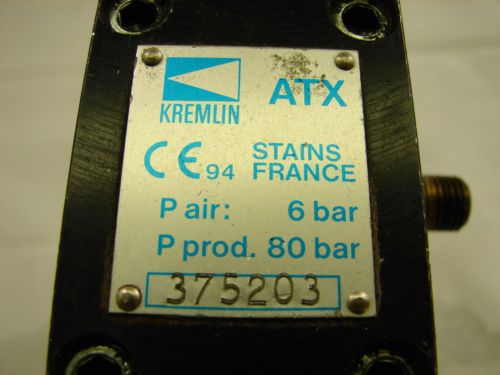 KREMLIN
ATX
CE 94
STAINS
FRANCE
P air: 6 bar
P prod. 80 bar
375203